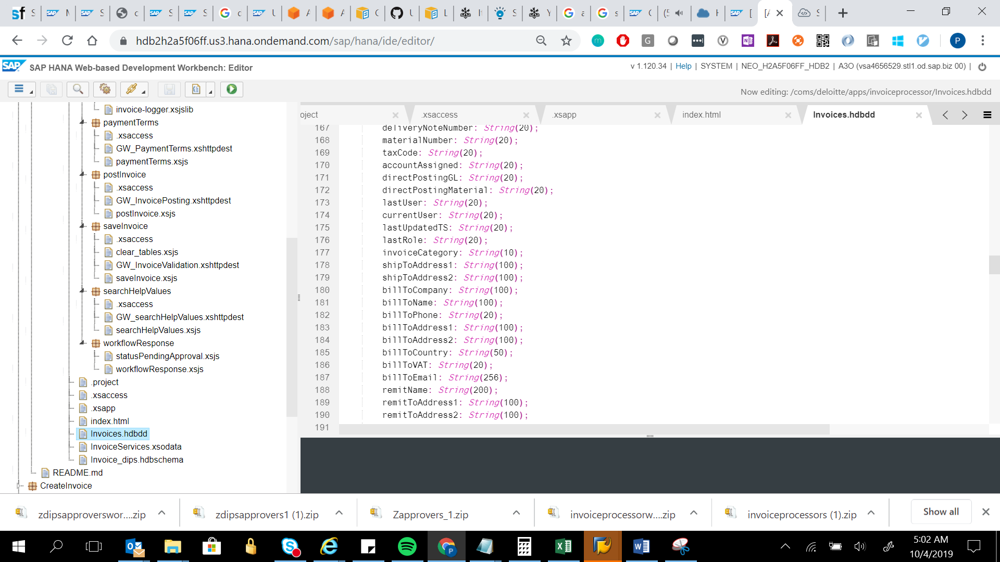 hdb2h2a5f06ff.us3.hana.ondemand.com/sap/hana/ide/editor/
SAP SAP HANA Web-based Development Workbench: Editor
v 1.120.34 | Help | SYSTEM | NEO_H2A5F06FF_HDB2 | A3O (vsa4656529.stl1.od.sap.biz 00) |
Now editing: /coms/deloitte/apps/invoiceprocessor/Invoices.hdbdd
invoice-logger.xsjslib
paymentTerms
.xsaccess
GW_PaymentTerms.xshttpdest
paymentTerms.xsjs
postInvoice
.xsaccess
GW_InvoicePosting.xshttpdest
postInvoice.xsjs
saveInvoice
.xsaccess
clear_tables.xsjs
GW_InvoiceValidation.xshttpdest
saveInvoice.xsjs
searchHelpValues
.xsaccess
GW_searchHelpValues.xshttpdest
searchHelpValues.xsjs
workflowResponse
statusPendingApproval.xsjs
workflowResponse.xsjs
.project
.xsaccess
.xsapp
index.html
Invoices.hdbdd
InvoiceServices.xsodata
Invoice_dips.hdbschema
README.md
CreateInvoice
oject .xsaccess .xsapp index.html Invoices.hdbdd
167 deliveryNoteNumber: String(20);
168 materialNumber: String(20);
169 taxCode: String(20);
170 accountAssigned: String(20);
171 directPostingGL: String(20);
172 directPostingMaterial: String(20);
173 lastUser: String(20);
174 currentUser: String(20);
175 lastUpdatedTS: String(20);
176 lastRole: String(20);
177 invoiceCategory: String(10);
178 shipToAddress1: String(100);
179 shipToAddress2: String(100);
180 billToCompany: String(100);
181 billToName: String(100);
182 billToPhone: String(20);
183 billToAddress1: String(100);
184 billToAddress2: String(100);
185 billToCountry: String(50);
186 billToVAT: String(20);
187 billToEmail: String(256);
188 remitName: String(200);
189 remitToAddress1: String(100);
190 remitToAddress2: String(100);
191
zdipsapproverswor....zip zdipsapprovers1 (1).zip Zapprovers_1.zip invoiceprocessorw....zip invoiceprocessors (1).zip Show all
5:02 AM
10/4/2019